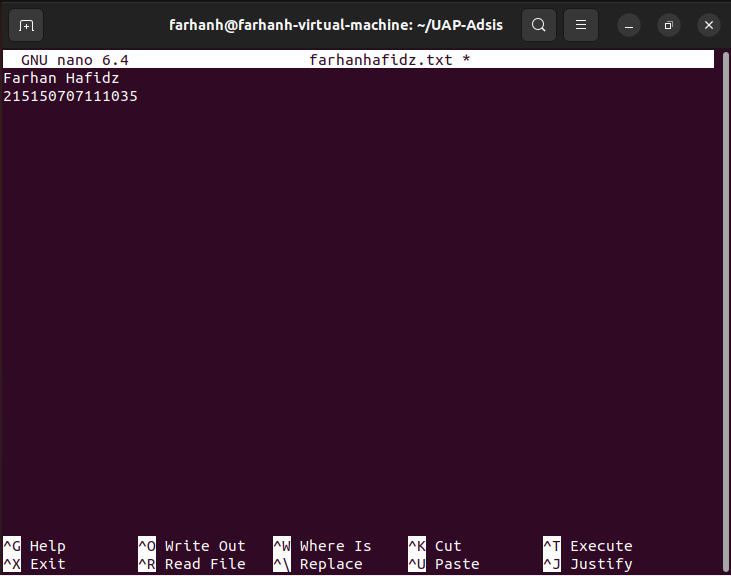 farhanh@farhanh-virtual-machine: ~/UAP-Adsis
GNU nano 6.4 farhanhafidz.txt *
Farhan Hafidz
215150707111035
^G Help ^O Write Out ^W Where Is ^K Cut ^T Execute
^X Exit ^R Read File ^\ Replace ^U Paste ^J Justify